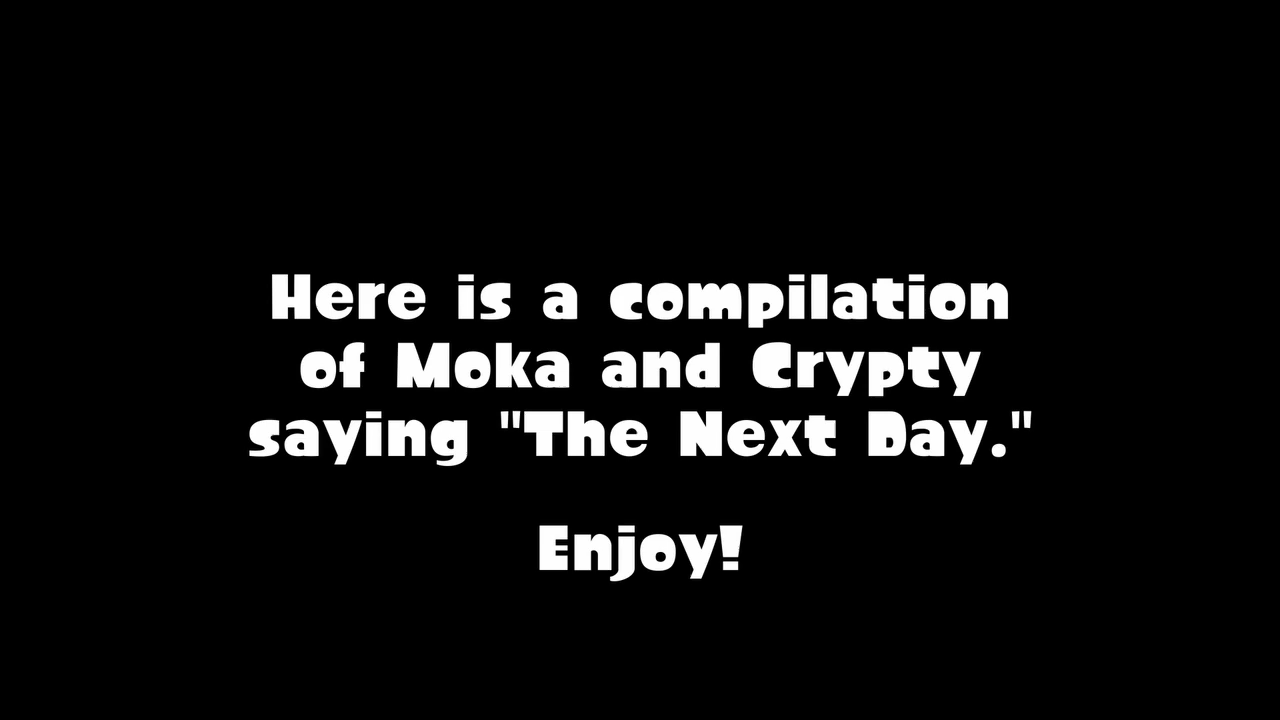 Here is a compilation
of Moka and Crypty
saying "The Next Day."
Enjoy!